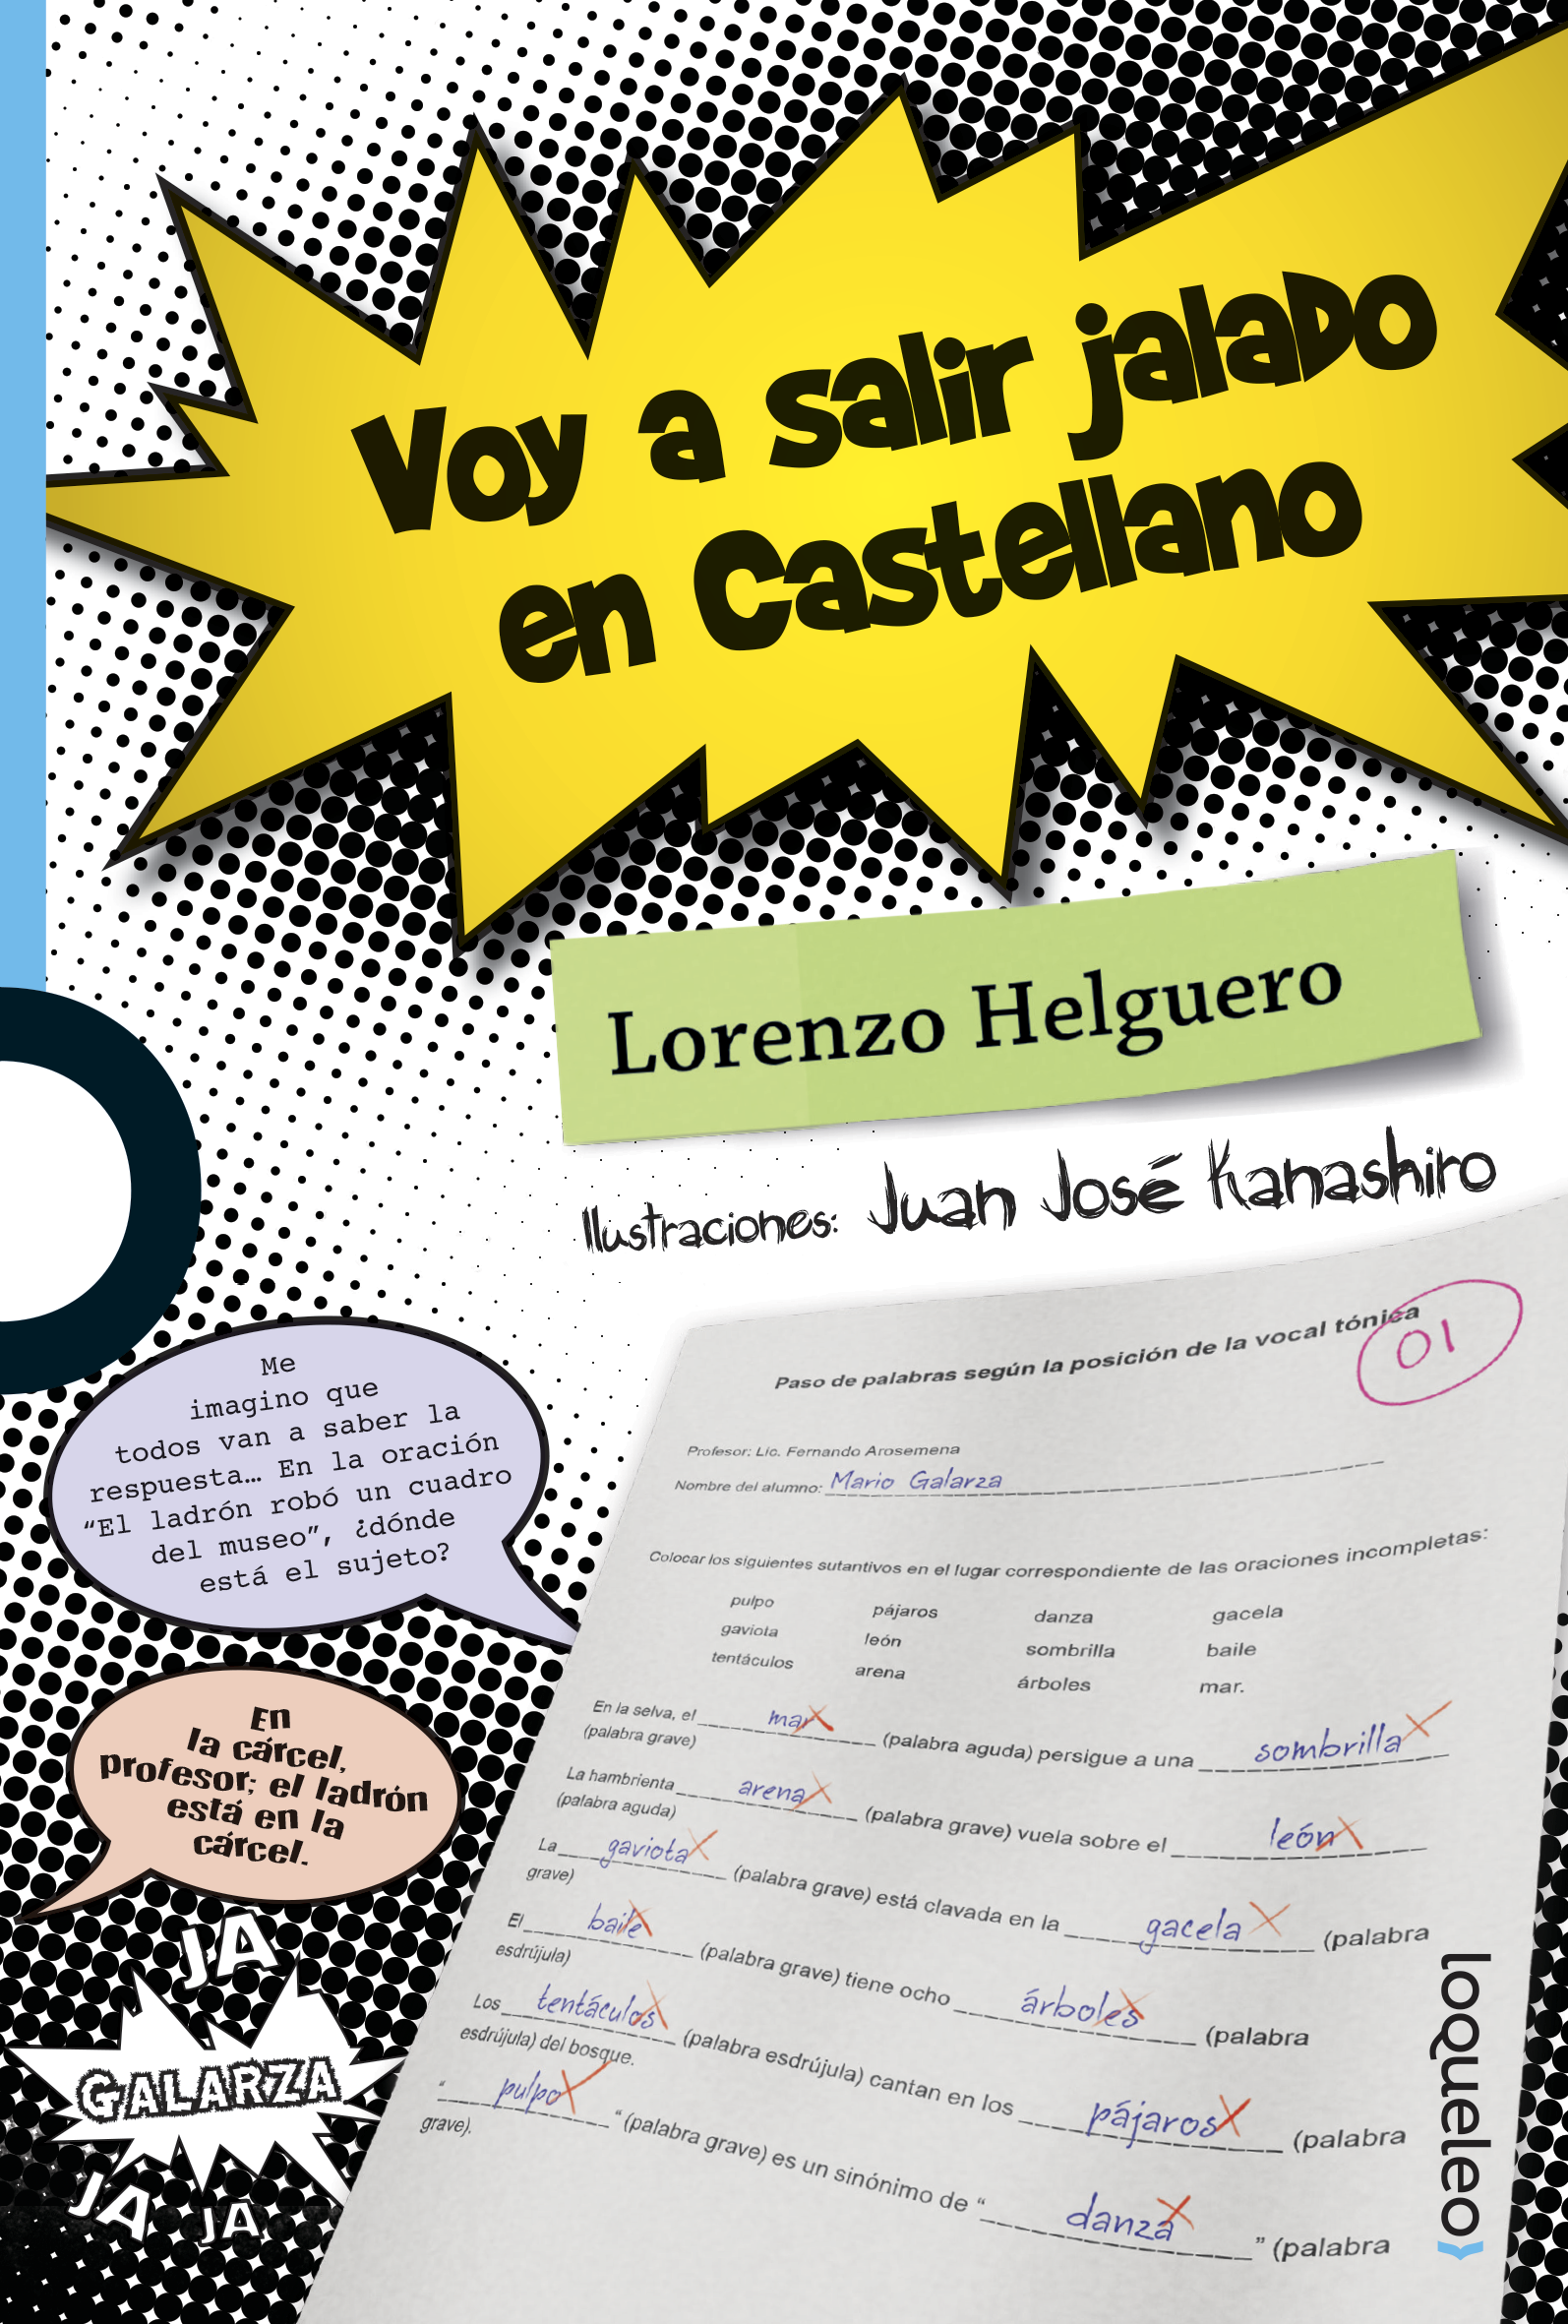 Voy a salir jalado
en Castellano
Lorenzo Helguero
Ilustraciones: Juan José Kanashiro
Me
imagino que
todos van a saber la
respuesta… En la oración
“El ladrón robó un cuadro
del museo”, ¿dónde
está el sujeto?
En
la cárcel,
profesor; el ladrón
está en la
cárcel.
JA
GALARZA
JA JA
Paso de palabras según la posición de la vocal tónica
01
Profesor: Lic. Fernando Arosemena
Nombre del alumno: Mario Galarza
Colocar los siguientes sutantivos en el lugar correspondiente de las oraciones incompletas:
pulpo pájaros danza gacela
gaviota león sombrilla baile
tentáculos arena árboles mar.
En la selva, el mar (palabra aguda) persigue a una sombrilla
(palabra grave)
La hambrienta arena (palabra grave) vuela sobre el león
(palabra aguda)
La gaviota (palabra grave) está clavada en la gacela (palabra
grave)
El baile (palabra grave) tiene ocho árboles (palabra
esdrújula)
Los tentáculos (palabra esdrújula) cantan en los pájaros (palabra
esdrújula) del bosque.
“ pulpo “ (palabra grave) es un sinónimo de “ danza ” (palabra
grave).
loqueleo